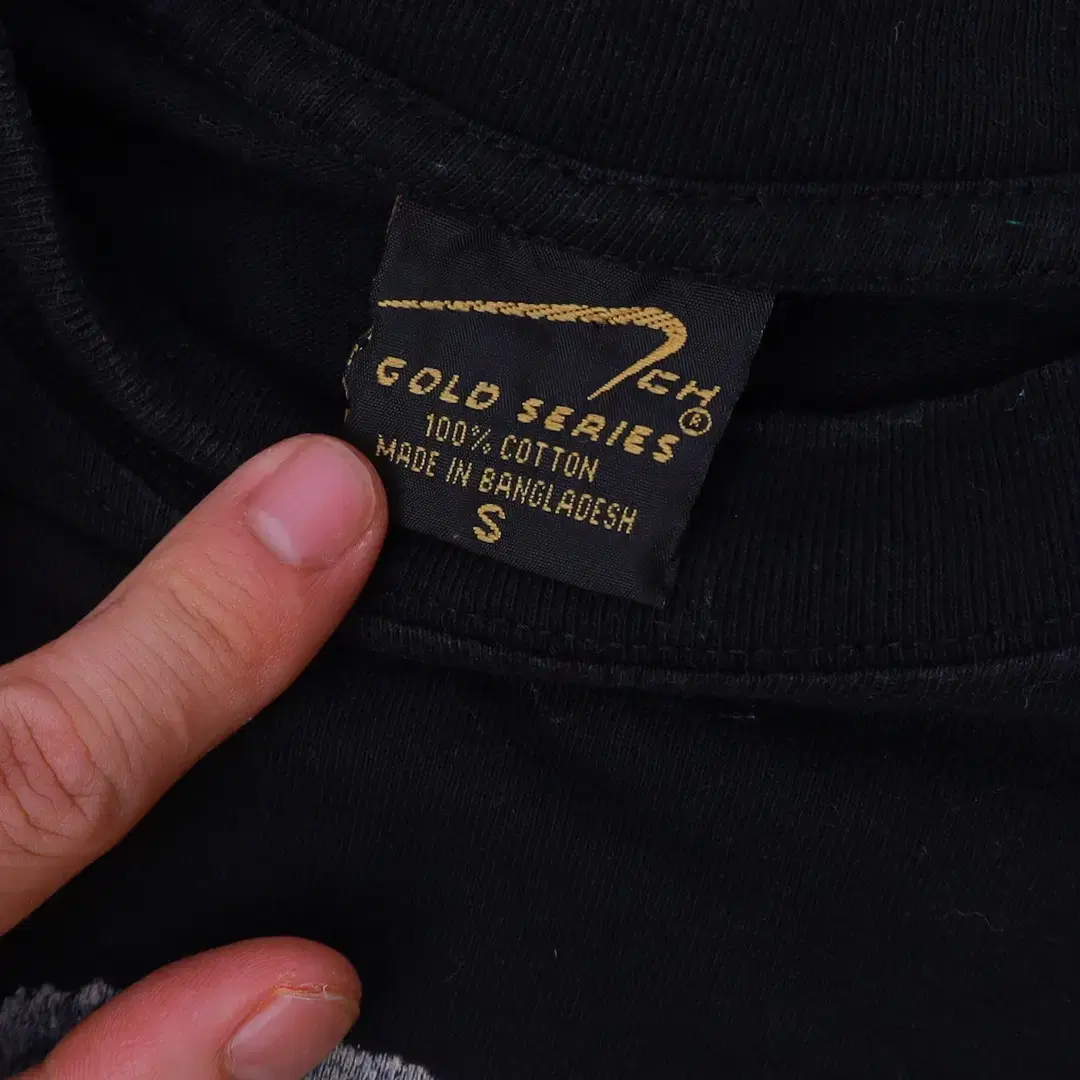 CH®
GOLD SERIES
100% COTTON
MADE IN BANGLADESH
S